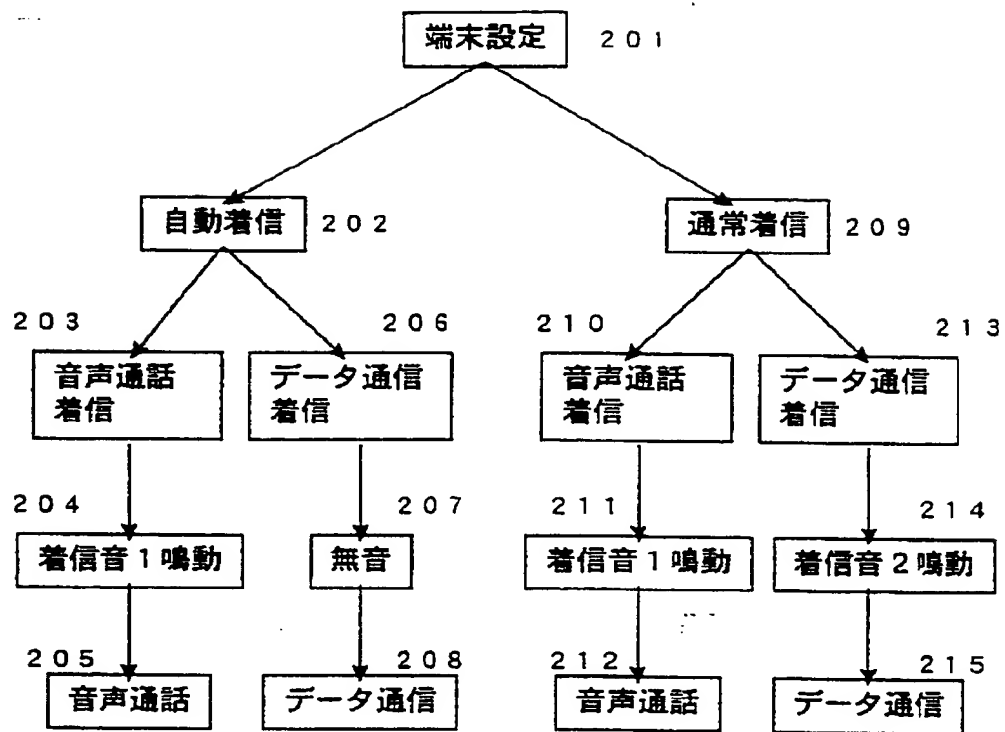 端末設定 201
自動着信 202
通常着信 209
203
206
210
213
音声通話
着信
データ通信
着信
音声通話
着信
データ通信
着信
204
207
211
214
着信音1鳴動
無音
着信音1鳴動
着信音2鳴動
205
208
212
215
音声通話
データ通信
音声通話
データ通信